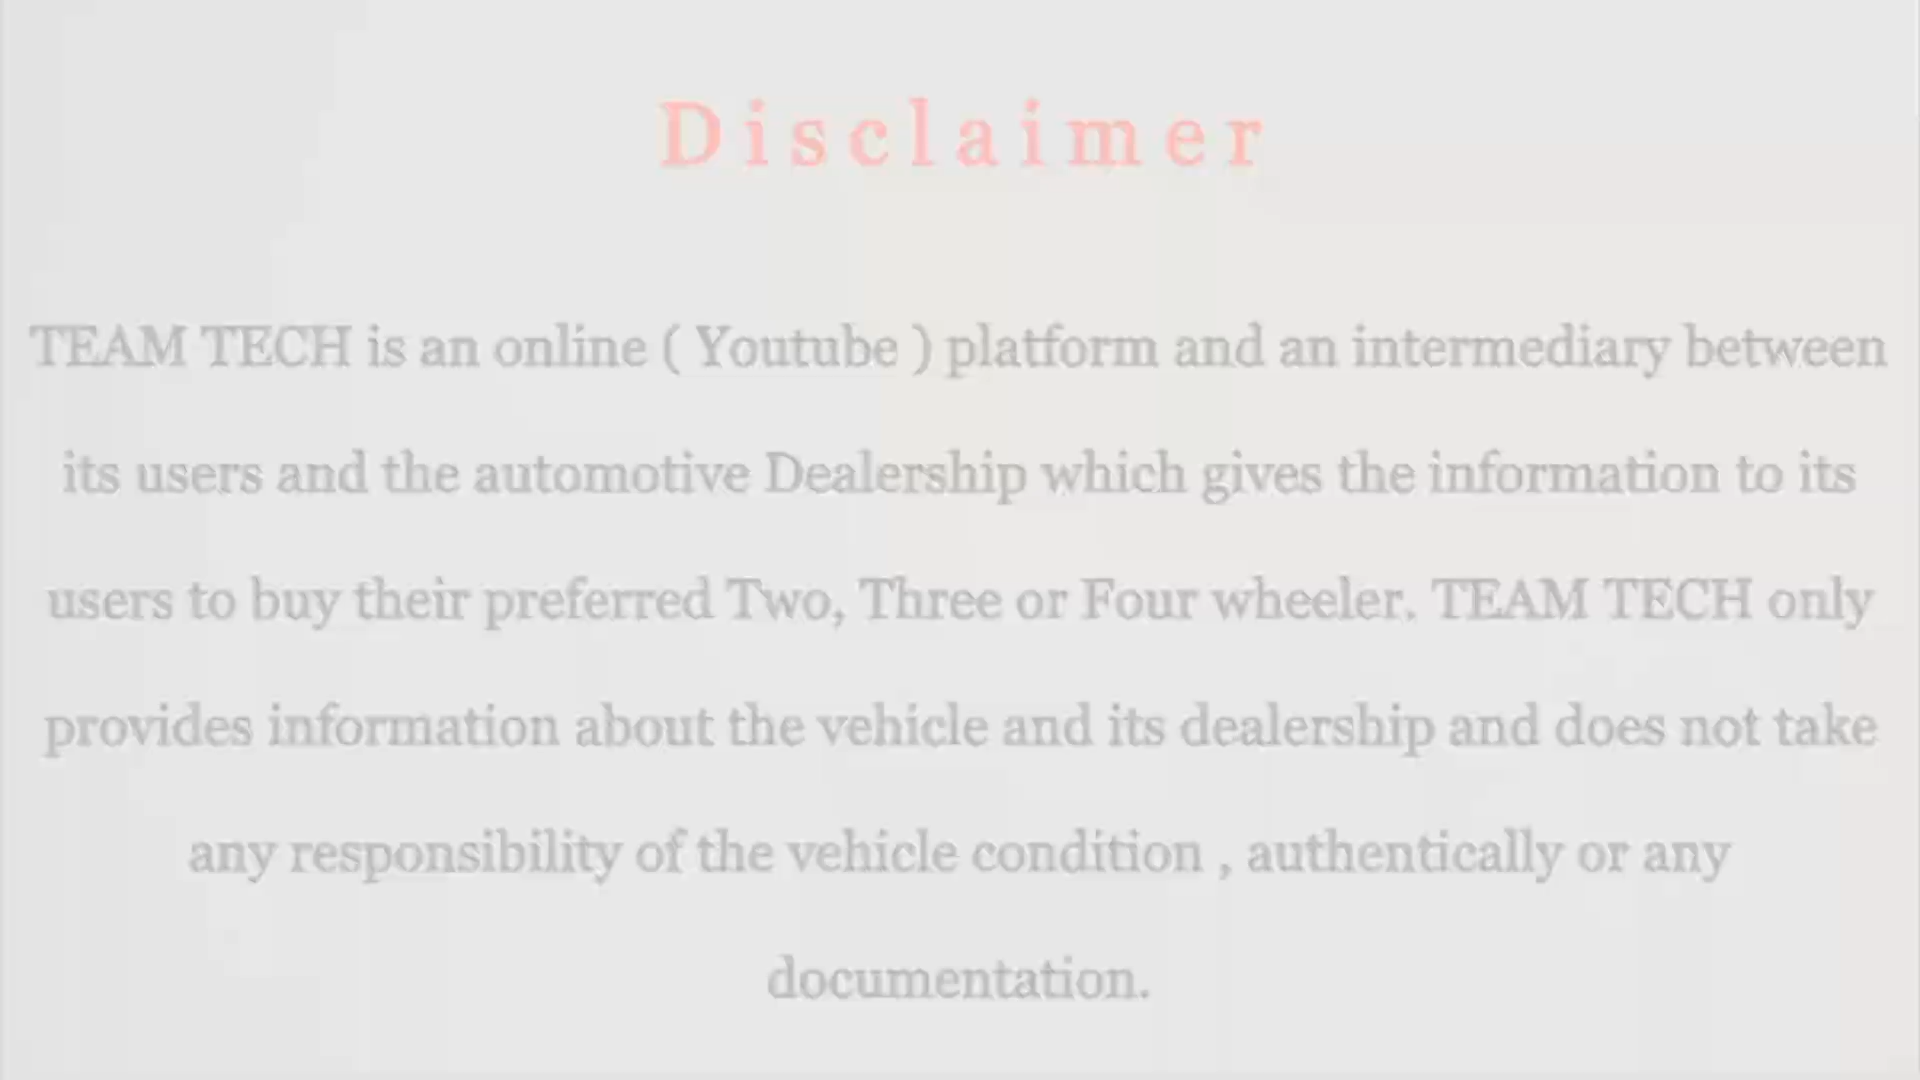 Disclaimer
TEAM TECH is an online ( Youtube ) platform and an intermediary between
its users and the automotive Dealership which gives the information to its
users to buy their preferred Two, Three or Four wheeler. TEAM TECH only
provides information about the vehicle and its dealership and does not take
any responsibility of the vehicle condition , authentically or any
documentation.